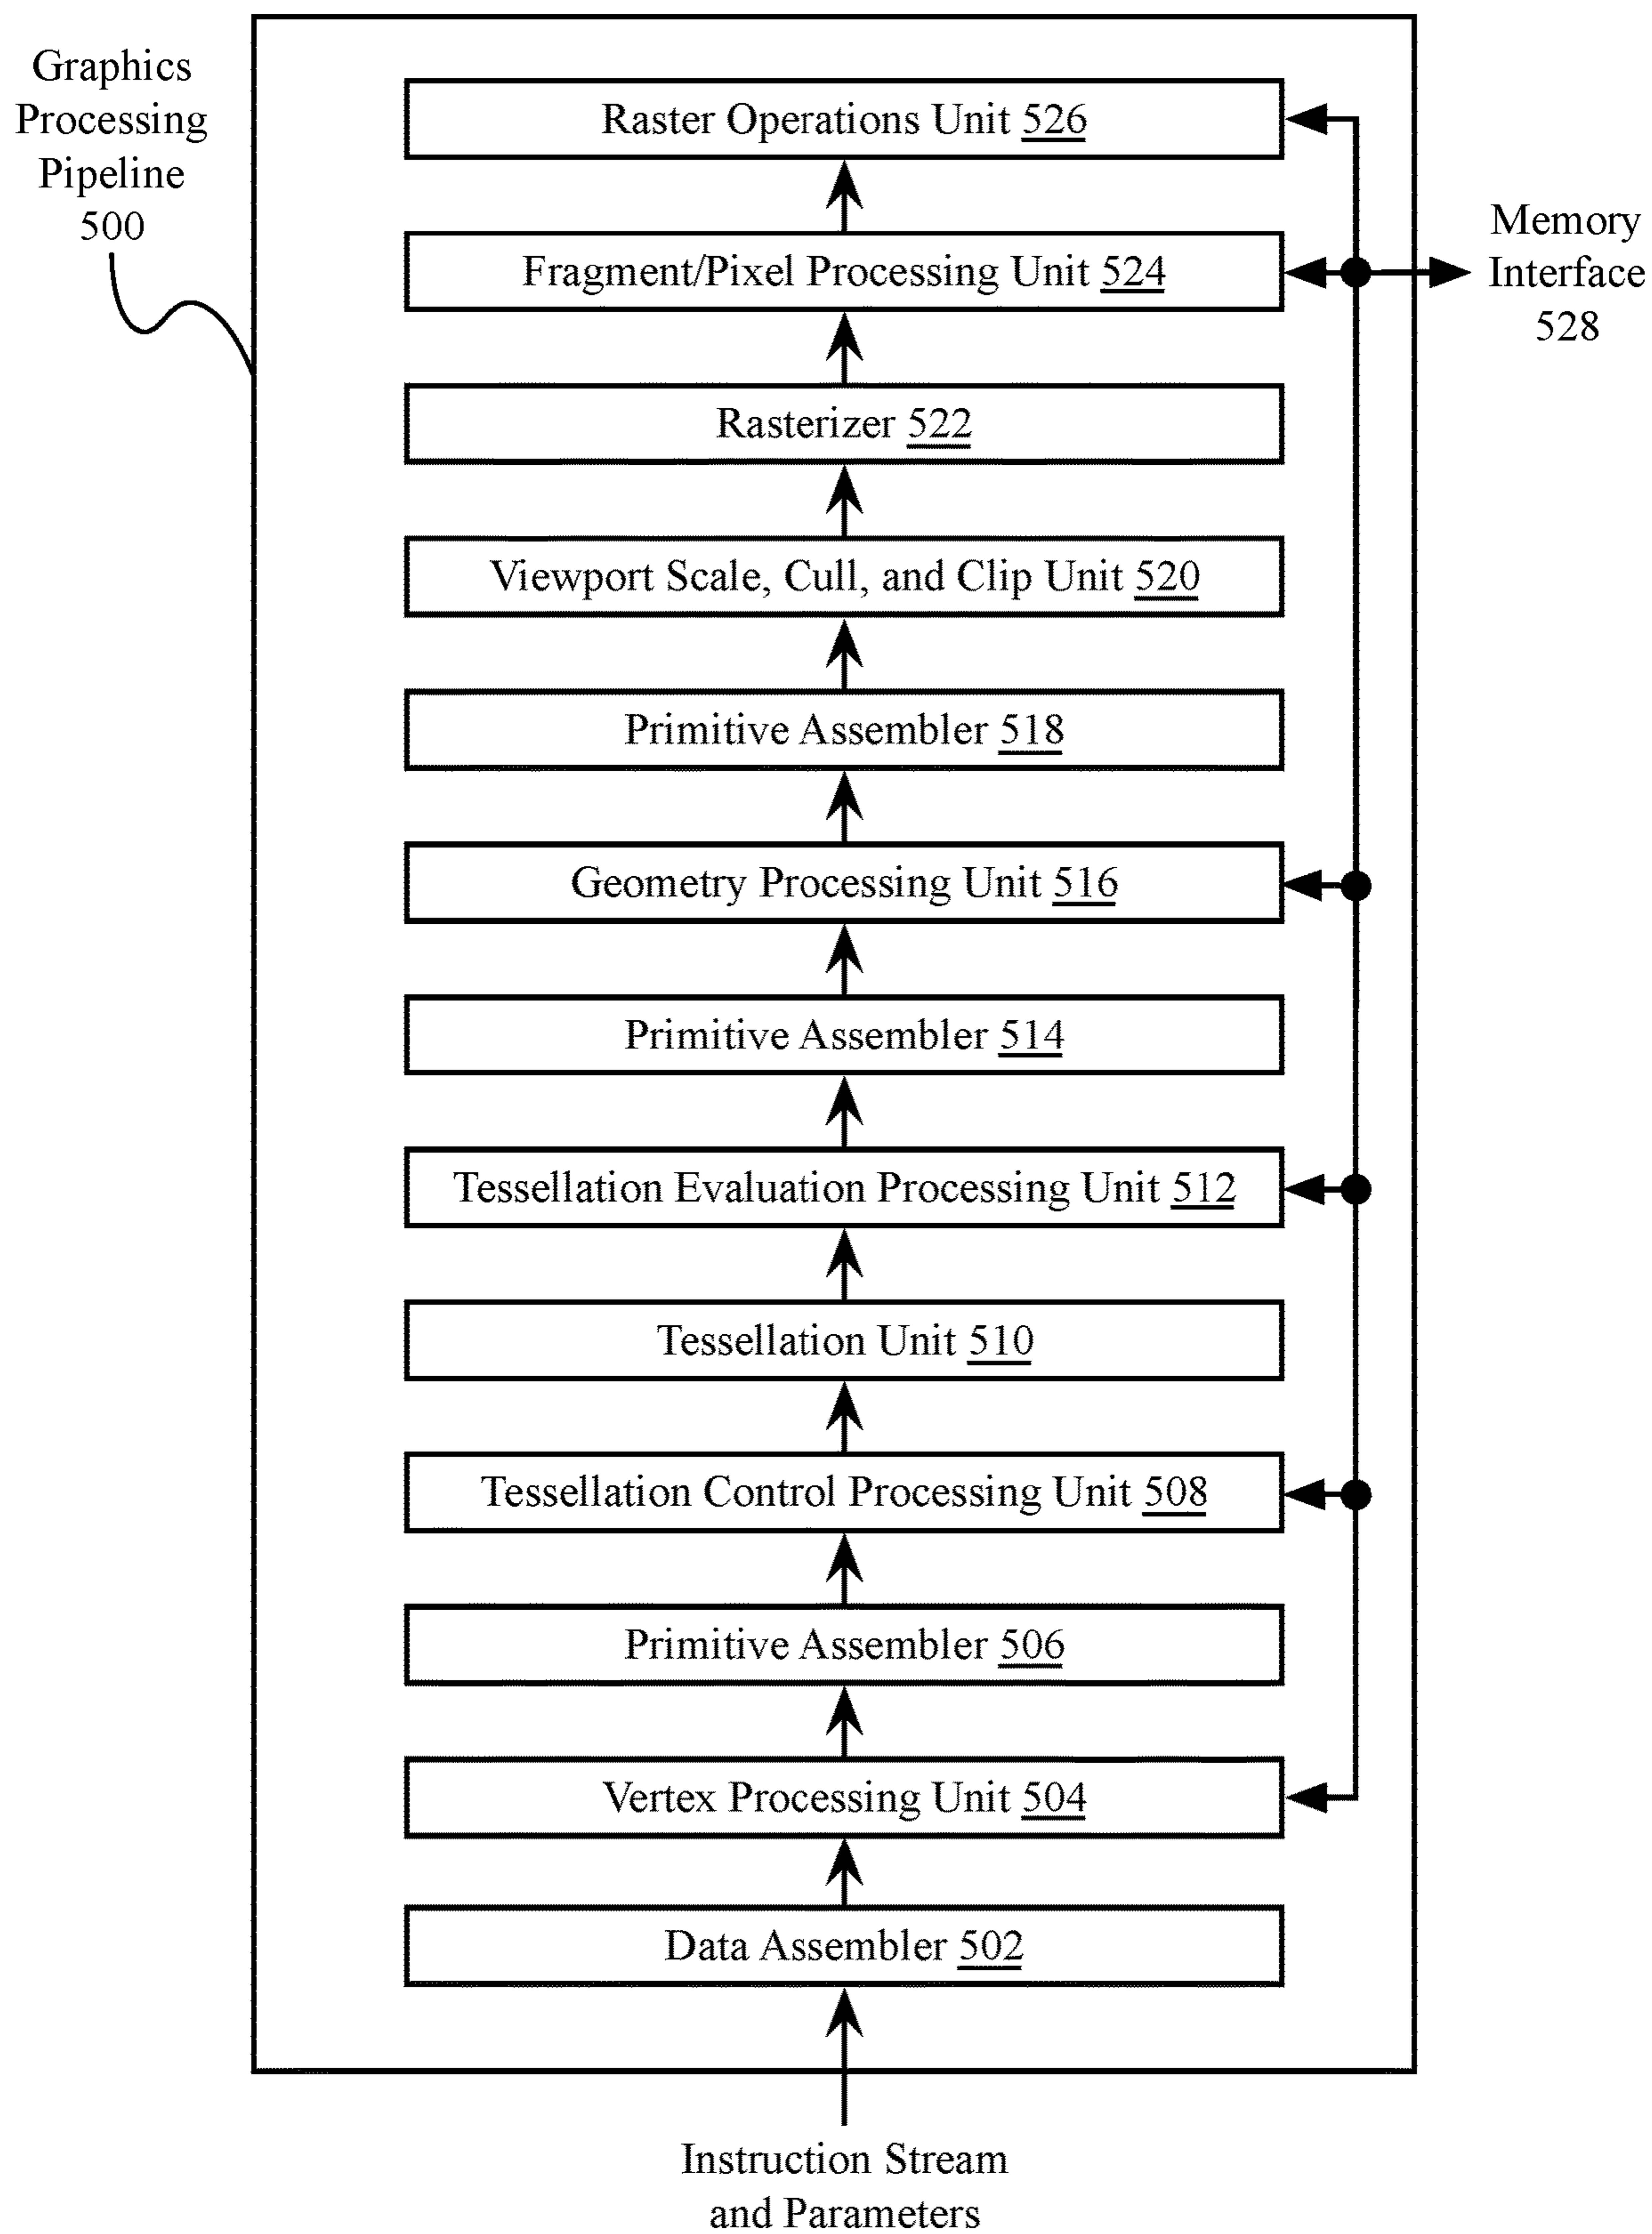 Graphics
Processing
Pipeline
500
Raster Operations Unit 526
Fragment/Pixel Processing Unit 524
Memory
Interface
528
Rasterizer 522
Viewport Scale, Cull, and Clip Unit 520
Primitive Assembler 518
Geometry Processing Unit 516
Primitive Assembler 514
Tessellation Evaluation Processing Unit 512
Tessellation Unit 510
Tessellation Control Processing Unit 508
Primitive Assembler 506
Vertex Processing Unit 504
Data Assembler 502
Instruction Stream
and Parameters